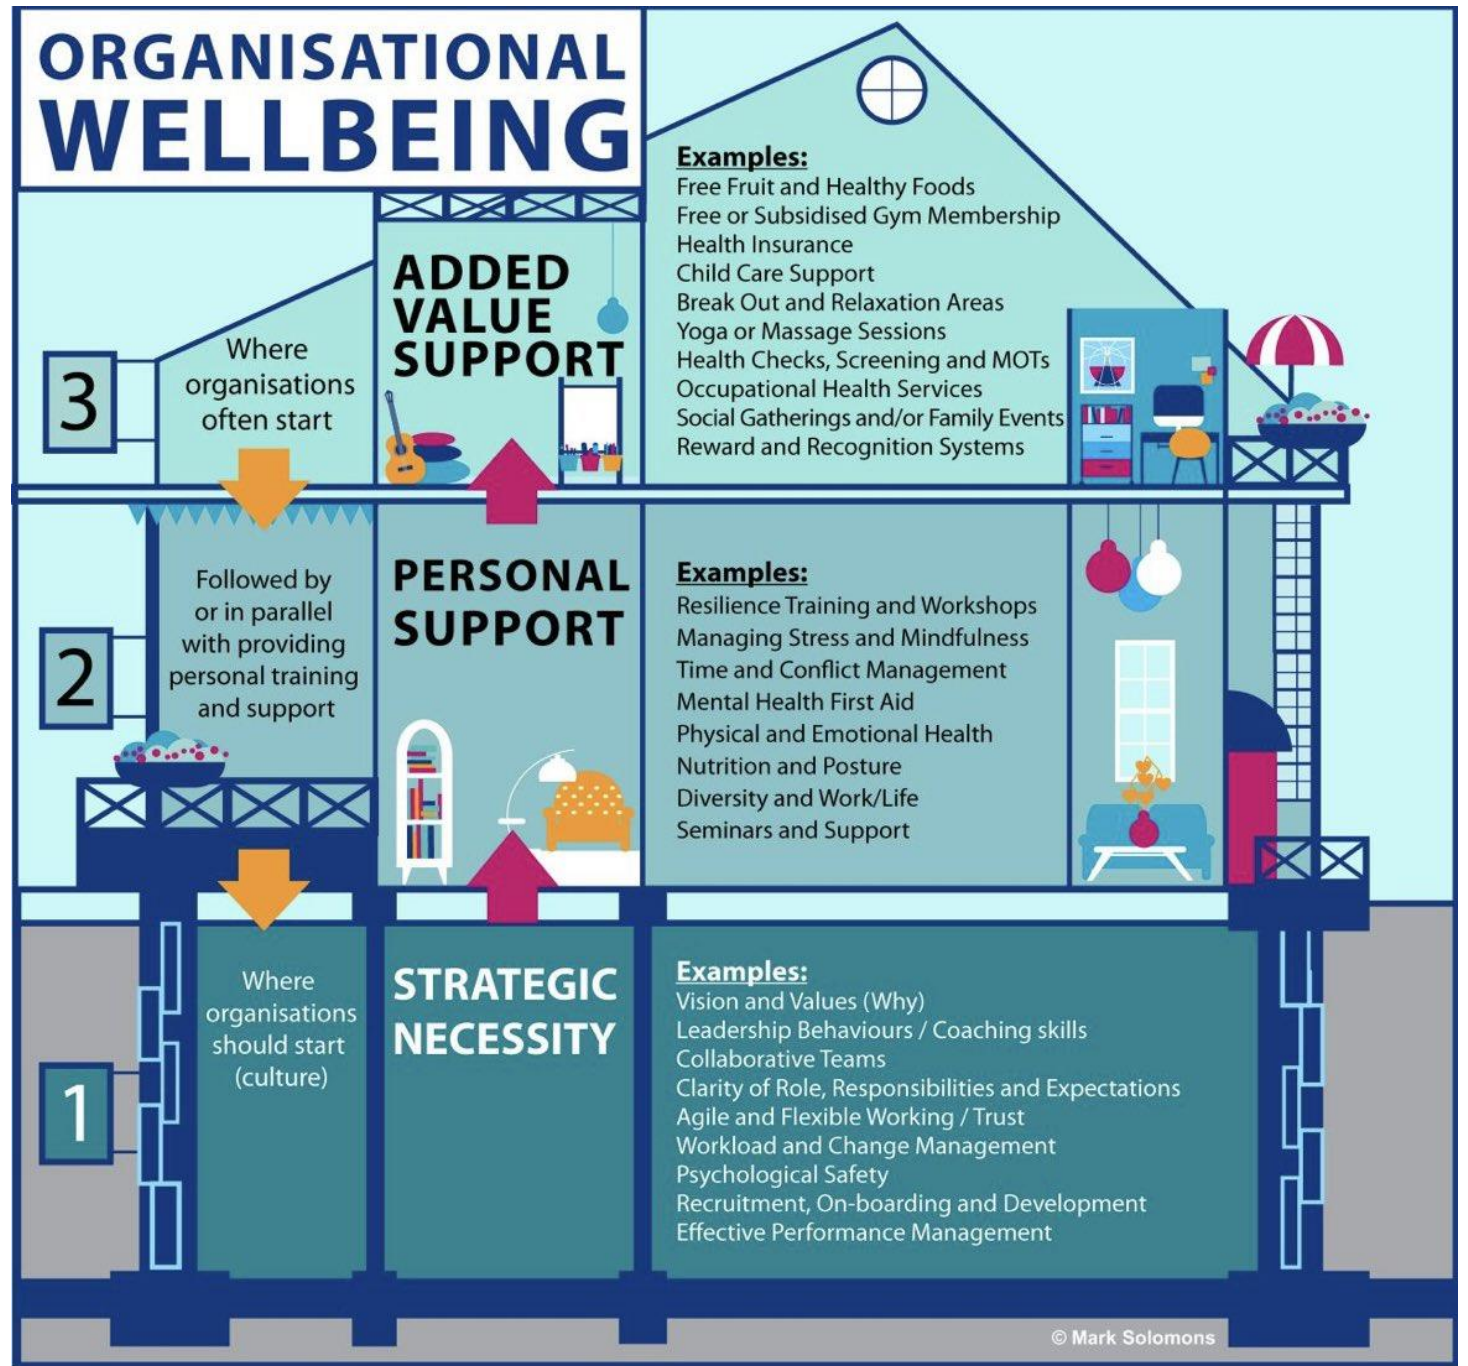 ORGANISATIONAL
WELLBEING
3
Where
organisations
often start
ADDED
VALUE
SUPPORT
Examples:
Free Fruit and Healthy Foods
Free or Subsidised Gym Membership
Health Insurance
Child Care Support
Break Out and Relaxation Areas
Yoga or Massage Sessions
Health Checks, Screening and MOTs
Occupational Health Services
Social Gatherings and/or Family Events
Reward and Recognition Systems
2
Followed by
or in parallel
with providing
personal training
and support
PERSONAL
SUPPORT
Examples:
Resilience Training and Workshops
Managing Stress and Mindfulness
Time and Conflict Management
Mental Health First Aid
Physical and Emotional Health
Nutrition and Posture
Diversity and Work/Life
Seminars and Support
1
Where
organisations
should start
(culture)
STRATEGIC
NECESSITY
Examples:
Vision and Values (Why)
Leadership Behaviours / Coaching skills
Collaborative Teams
Clarity of Role, Responsibilities and Expectations
Agile and Flexible Working / Trust
Workload and Change Management
Psychological Safety
Recruitment, On-boarding and Development
Effective Performance Management
© Mark Solomons